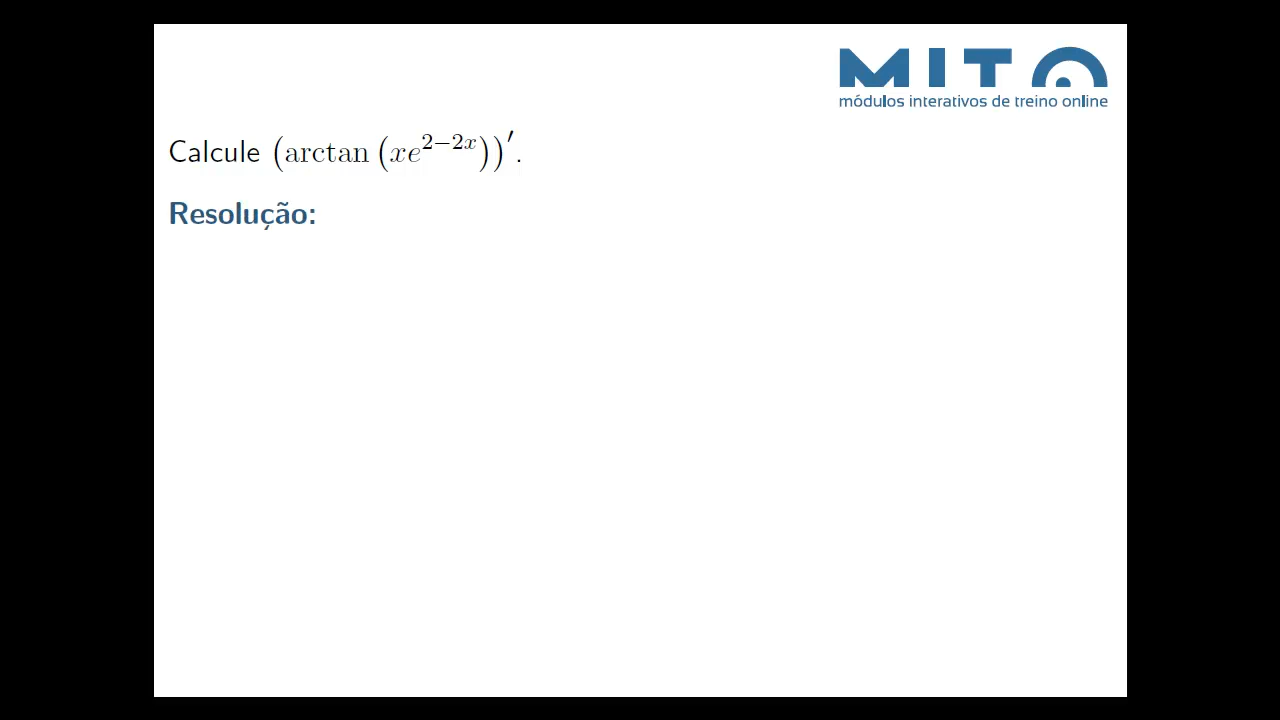 MITO
módulos interativos de treino online
Calcule (arctan (xe^{2−2x}))′.
Resolução: